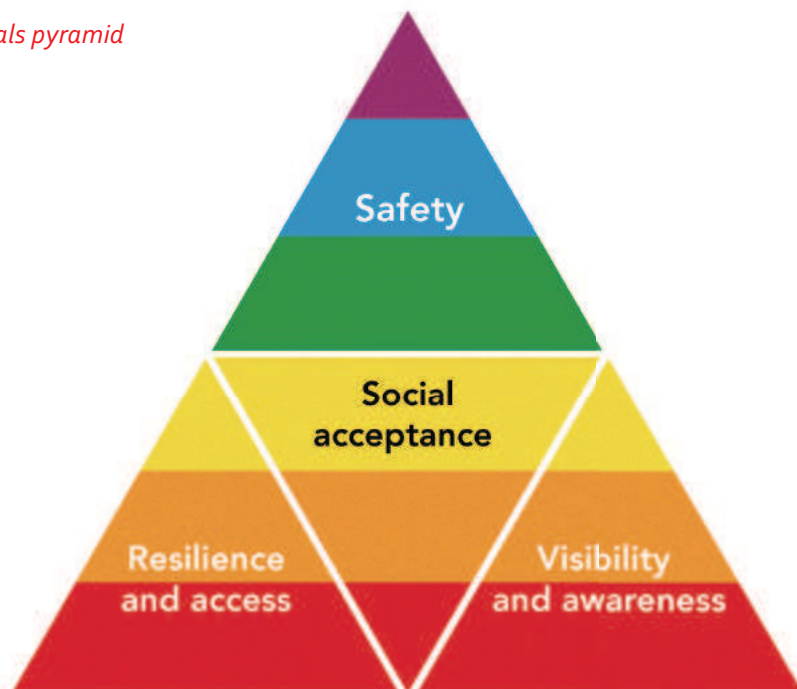 als pyramid
Safety
Social
acceptance
Resilience
and access
Visibility
and awareness